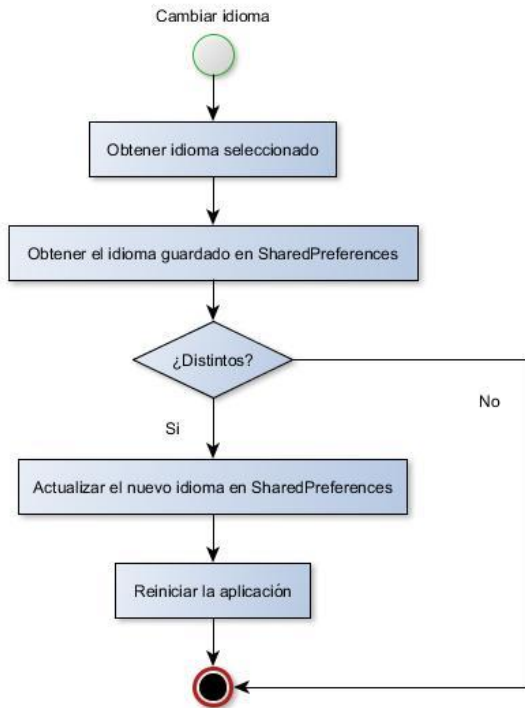 Cambiar idioma
Obtener idioma seleccionado
Obtener el idioma guardado en SharedPreferences
¿Distintos?
No
Si
Actualizar el nuevo idioma en SharedPreferences
Reiniciar la aplicación